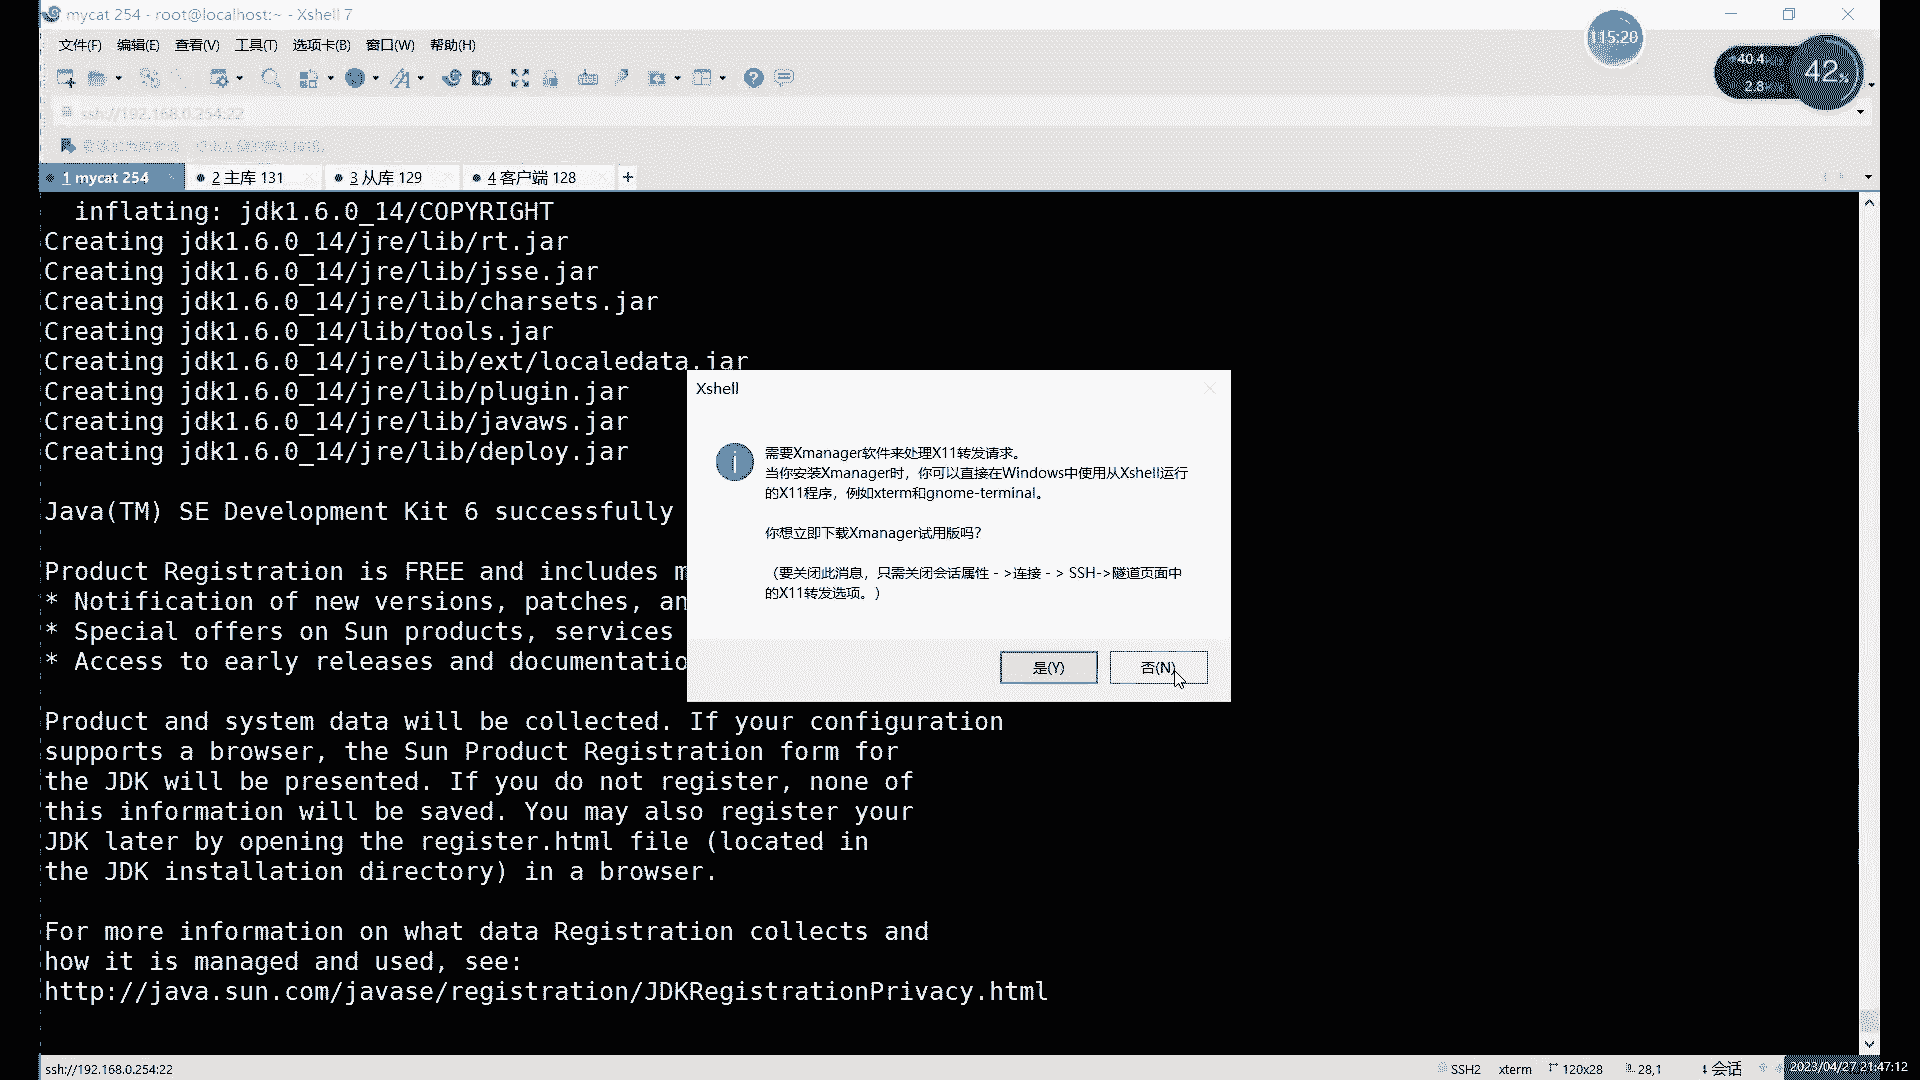 mycat 254 - root@localhost:~ - Xshell 7
115:28
文件(F) 编辑(E) 查看(V) 工具(T) 选项卡(B) 窗口(W) 帮助(H)
40.4
2.8
42%
ssh://192.168.0.254:22
1 mycat 254 2 主库 131 3 从库 129 4 客户端 128 +
inflating: jdk1.6.0_14/COPYRIGHT
Creating jdk1.6.0_14/jre/lib/rt.jar
Creating jdk1.6.0_14/jre/lib/jsse.jar
Creating jdk1.6.0_14/jre/lib/charsets.jar
Creating jdk1.6.0_14/lib/tools.jar
Creating jdk1.6.0_14/jre/lib/ext/localedata.jar
Creating jdk1.6.0_14/jre/lib/plugin.jar
Creating jdk1.6.0_14/jre/lib/javaws.jar
Creating jdk1.6.0_14/jre/lib/deploy.jar
Java(TM) SE Development Kit 6 successfully
Product Registration is FREE and includes m
* Notification of new versions, patches, an
* Special offers on Sun products, services
* Access to early releases and documentatio
Product and system data will be collected. If your configuration
supports a browser, the Sun Product Registration form for
the JDK will be presented. If you do not register, none of
this information will be saved. You may also register your
JDK later by opening the register.html file (located in
the JDK installation directory) in a browser.
For more information on what data Registration collects and
how it is managed and used, see:
http://java.sun.com/javase/registration/JDKRegistrationPrivacy.html
Xshell
需要Xmanager软件来处理X11转发请求。
当你安装Xmanager时，你可以直接在Windows中使用从Xshell运行
的X11程序，例如xterm和gnome-terminal。
你想立即下载Xmanager试用版吗?
（要关闭此消息，只需关闭会话属性 - >连接 - > SSH->隧道页面中
的X11转发选项。）
是(Y) 否(N)
ssh://192.168.0.254:22 SSH2 xterm 120x28 28,1 1 会话 2023/04/27 21:47:12